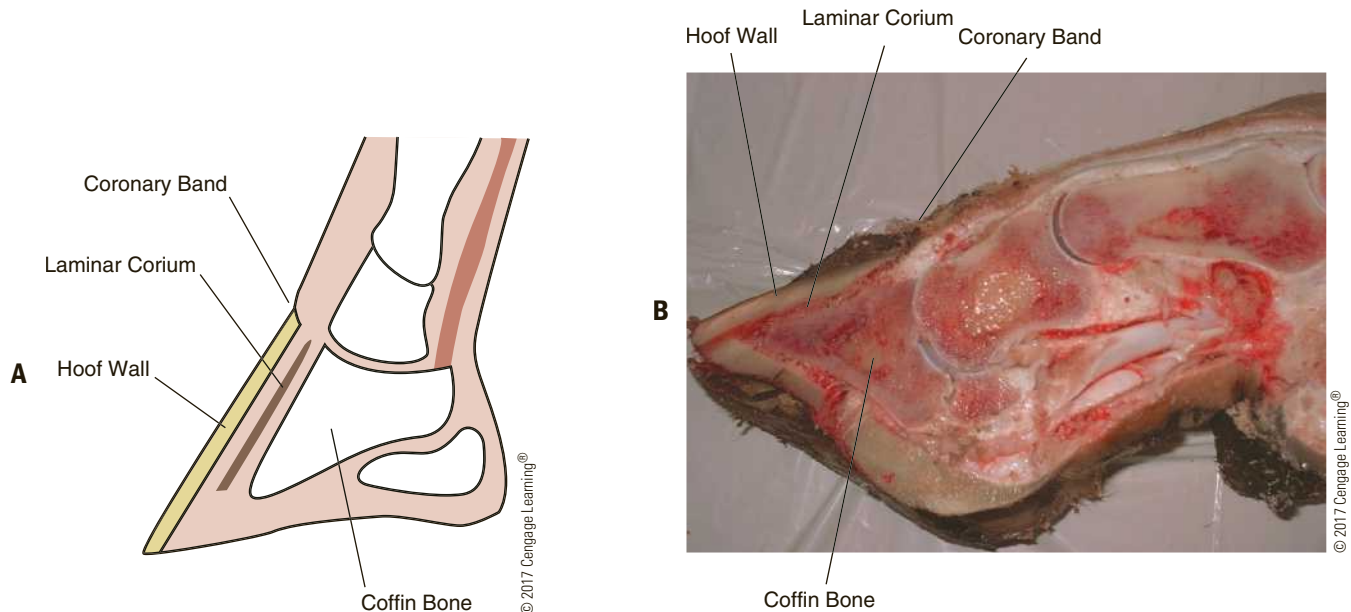 Coronary Band
Laminar Corium
Hoof Wall
A
Coffin Bone
© 2017 Cengage Learning®
Hoof Wall
Laminar Corium
Coronary Band
B
Coffin Bone
© 2017 Cengage Learning®